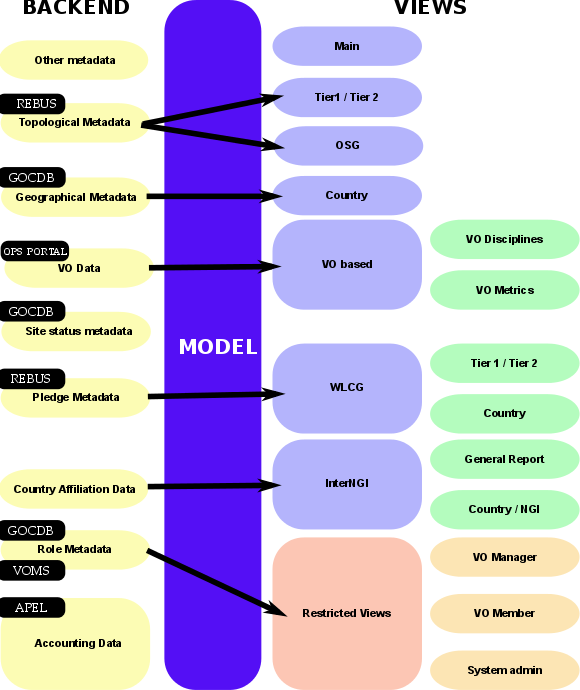 BACKEND
VIEWS
Other metadata
REBUS
Topological Metadata
GOCDB
Geographical Metadata
OPS PORTAL
VO Data
GOCDB
Site status metadata
REBUS
Pledge Metadata
Country Affiliation Data
GOCDB
Role Metadata
VOMS
APEL
Accounting Data
MODEL
Main
Tier1 / Tier 2
OSG
Country
VO based
WLCG
InterNGI
Restricted Views
VO Disciplines
VO Metrics
Tier 1 / Tier 2
Country
General Report
Country / NGI
VO Manager
VO Member
System admin